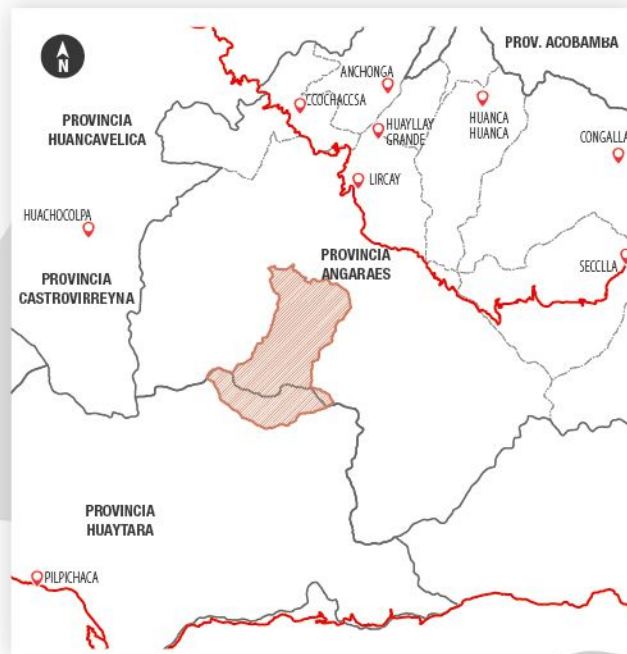 N
PROV. ACOBAMBA
ANCHONGA
CCOCHACCSA
PROVINCIA
HUANCAVELICA
HUAYLLAY
GRANDE
HUANCA
HUANCA
CONGALLA
LIRCAY
HUACHOCOLPA
PROVINCIA
ANGARAES
SECCLLA
PROVINCIA
CASTROVIRREYNA
PROVINCIA
HUAYTARA
PILPICHACA